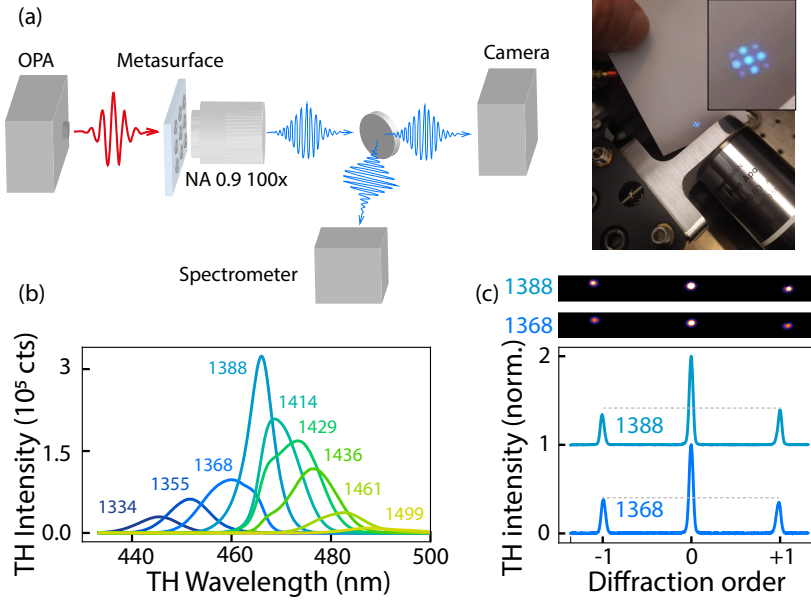 (a)
OPA
Metasurface
Camera
NA 0.9 100x
Spectrometer
(b)
TH Intensity (10⁵ cts)
3
1.5
0.0
1388
1414
1429
1436
1368
1355
1334
1461
1499
440
460
480
500
TH Wavelength (nm)
(c)
1388
1368
TH intensity (norm.)
2
1
0
1388
1368
-1
0
+1
Diffraction order